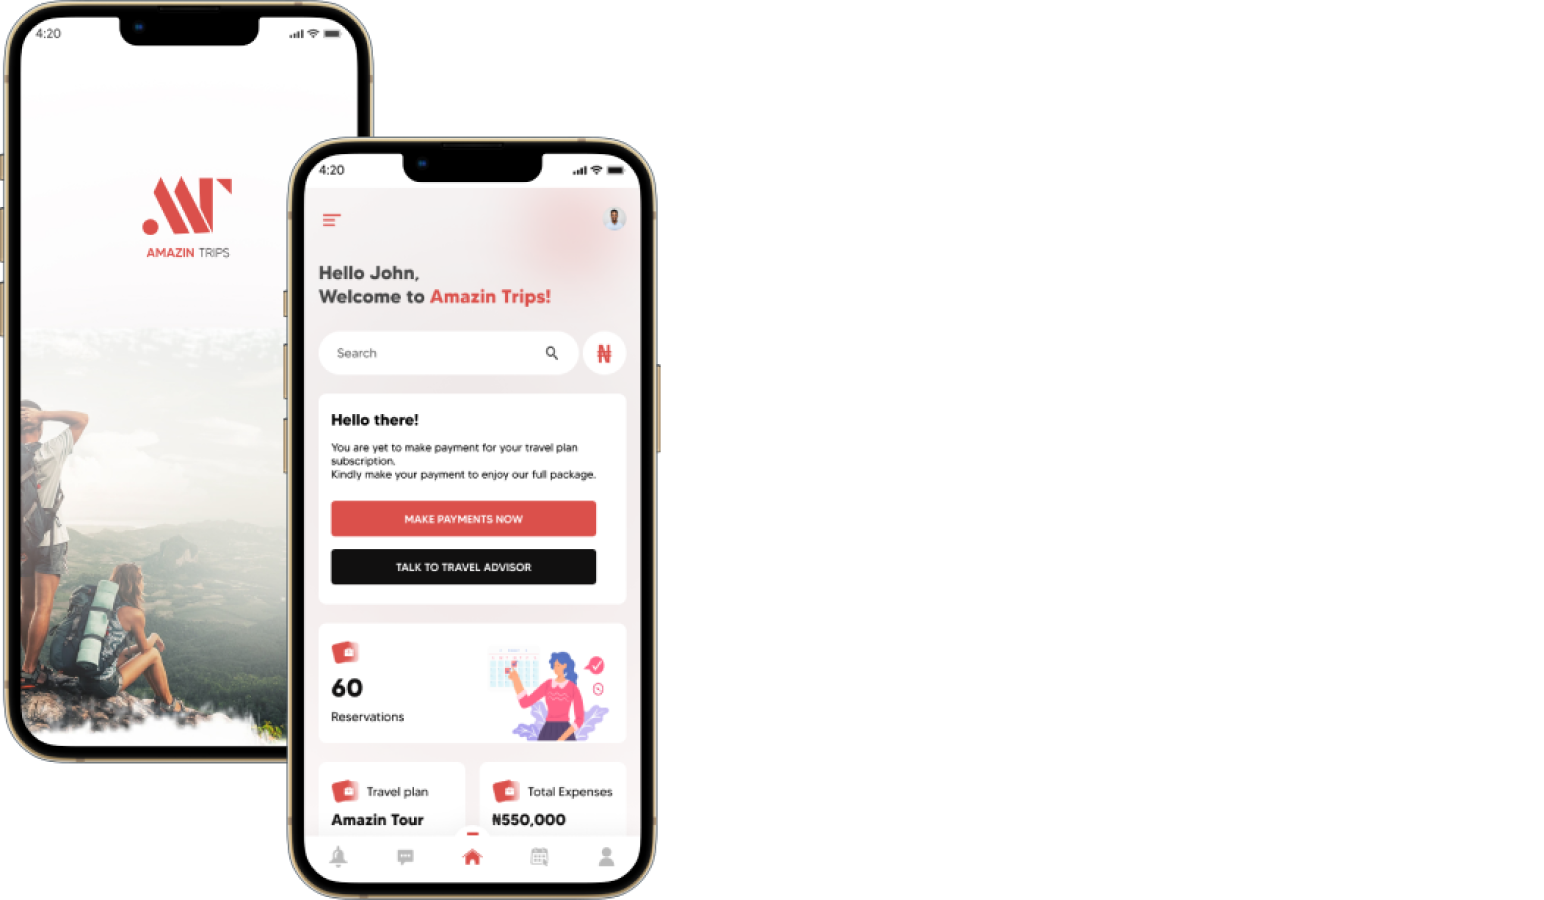 4:20
AMAZIN TRIPS
4:20
Hello John,
Welcome to Amazin Trips!
Search
₦
Hello there!
You are yet to make payment for your travel plan
subscription.
Kindly make your payment to enjoy our full package.
MAKE PAYMENTS NOW
TALK TO TRAVEL ADVISOR
60
Reservations
Travel plan
Amazin Tour
Total Expenses
₦550,000